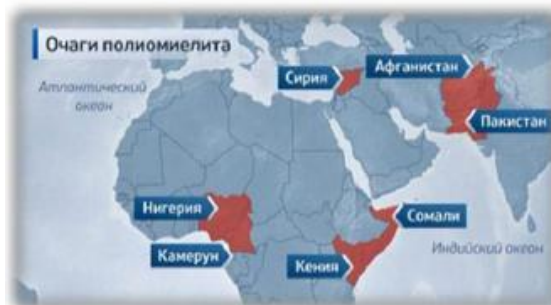 Очаги полиомиелита
Атлантический
океан
Сирия
Афганистан
Пакистан
Нигерия
Сомали
Камерун
Кения
Индийский океан